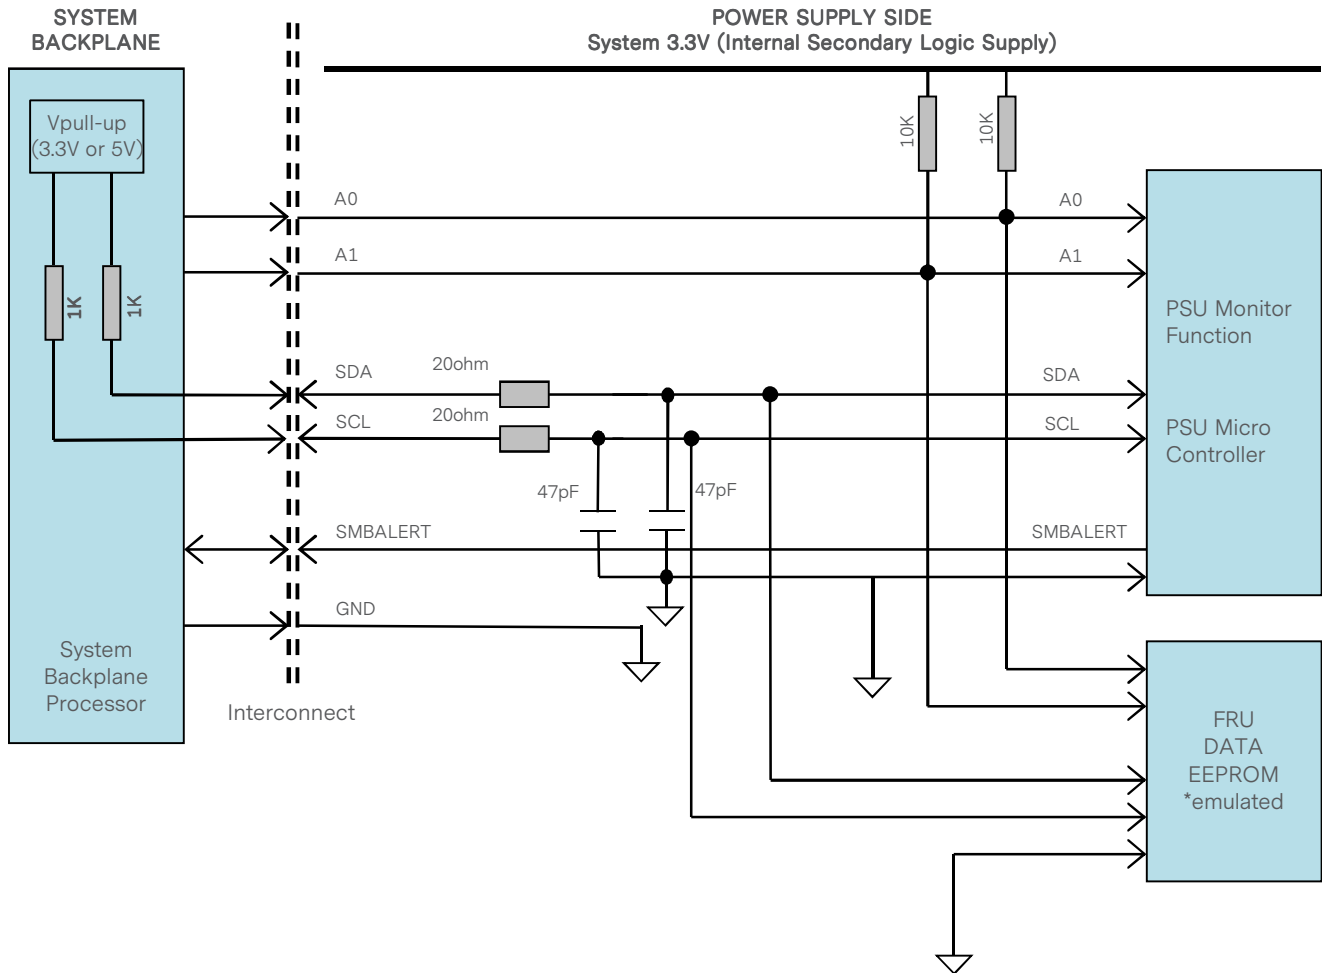 SYSTEM
BACKPLANE
POWER SUPPLY SIDE
System 3.3V (Internal Secondary Logic Supply)
Vpull-up
(3.3V or 5V)
10K
10K
A0
A0
A1
A1
1K
1K
PSU Monitor
Function
SDA
20ohm
SDA
SCL
20ohm
SCL
PSU Micro
Controller
47pF
47pF
SMBALERT
SMBALERT
GND
System
Backplane
Processor
Interconnect
FRU
DATA
EEPROM
*emulated